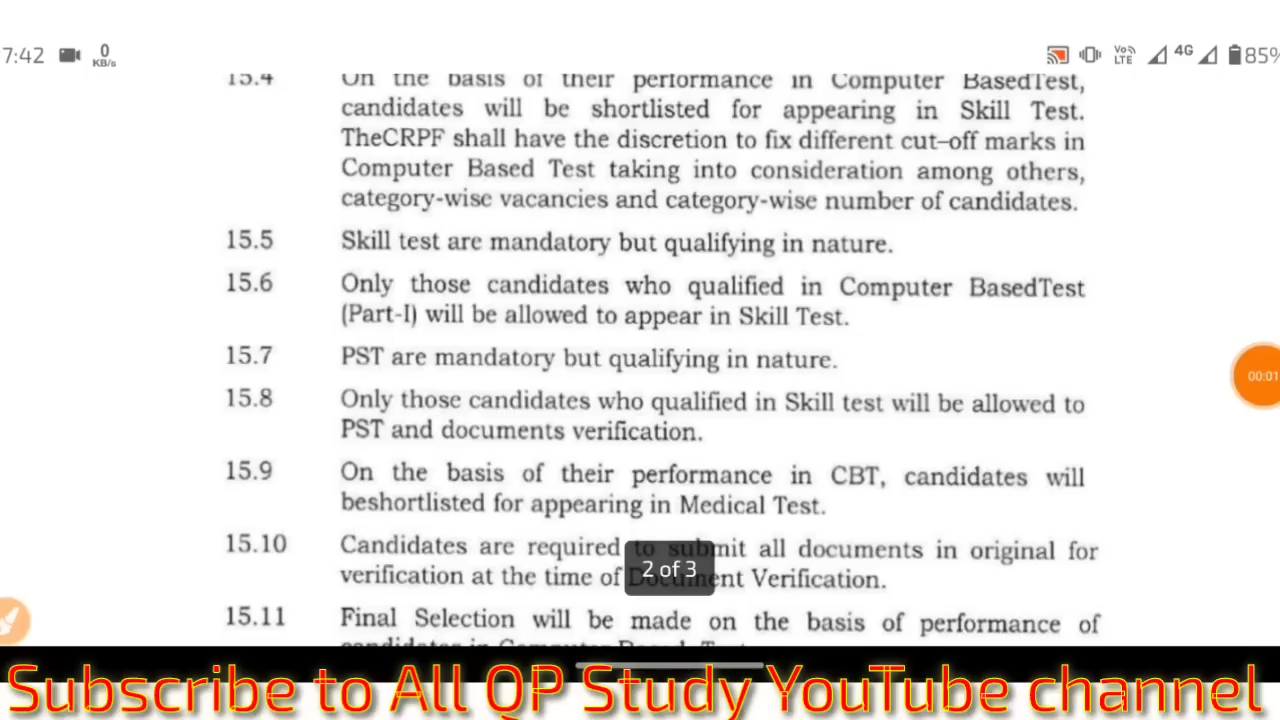 7:42
0
KB/s
Vo))
LTE
4G
85%
15.4 On the basis of their performance in Computer BasedTest,
candidates will be shortlisted for appearing in Skill Test.
TheCRPF shall have the discretion to fix different cut–off marks in
Computer Based Test taking into consideration among others,
category-wise vacancies and category-wise number of candidates.
15.5 Skill test are mandatory but qualifying in nature.
15.6 Only those candidates who qualified in Computer BasedTest
(Part-I) will be allowed to appear in Skill Test.
15.7 PST are mandatory but qualifying in nature.
00:01
15.8 Only those candidates who qualified in Skill test will be allowed to
PST and documents verification.
15.9 On the basis of their performance in CBT, candidates will
beshortlisted for appearing in Medical Test.
15.10 Candidates are required to submit all documents in original for
verification at the time of Document Verification.
2 of 3
15.11 Final Selection will be made on the basis of performance of
candidates in Computer Based Test
Subscribe to All QP Study YouTube channel